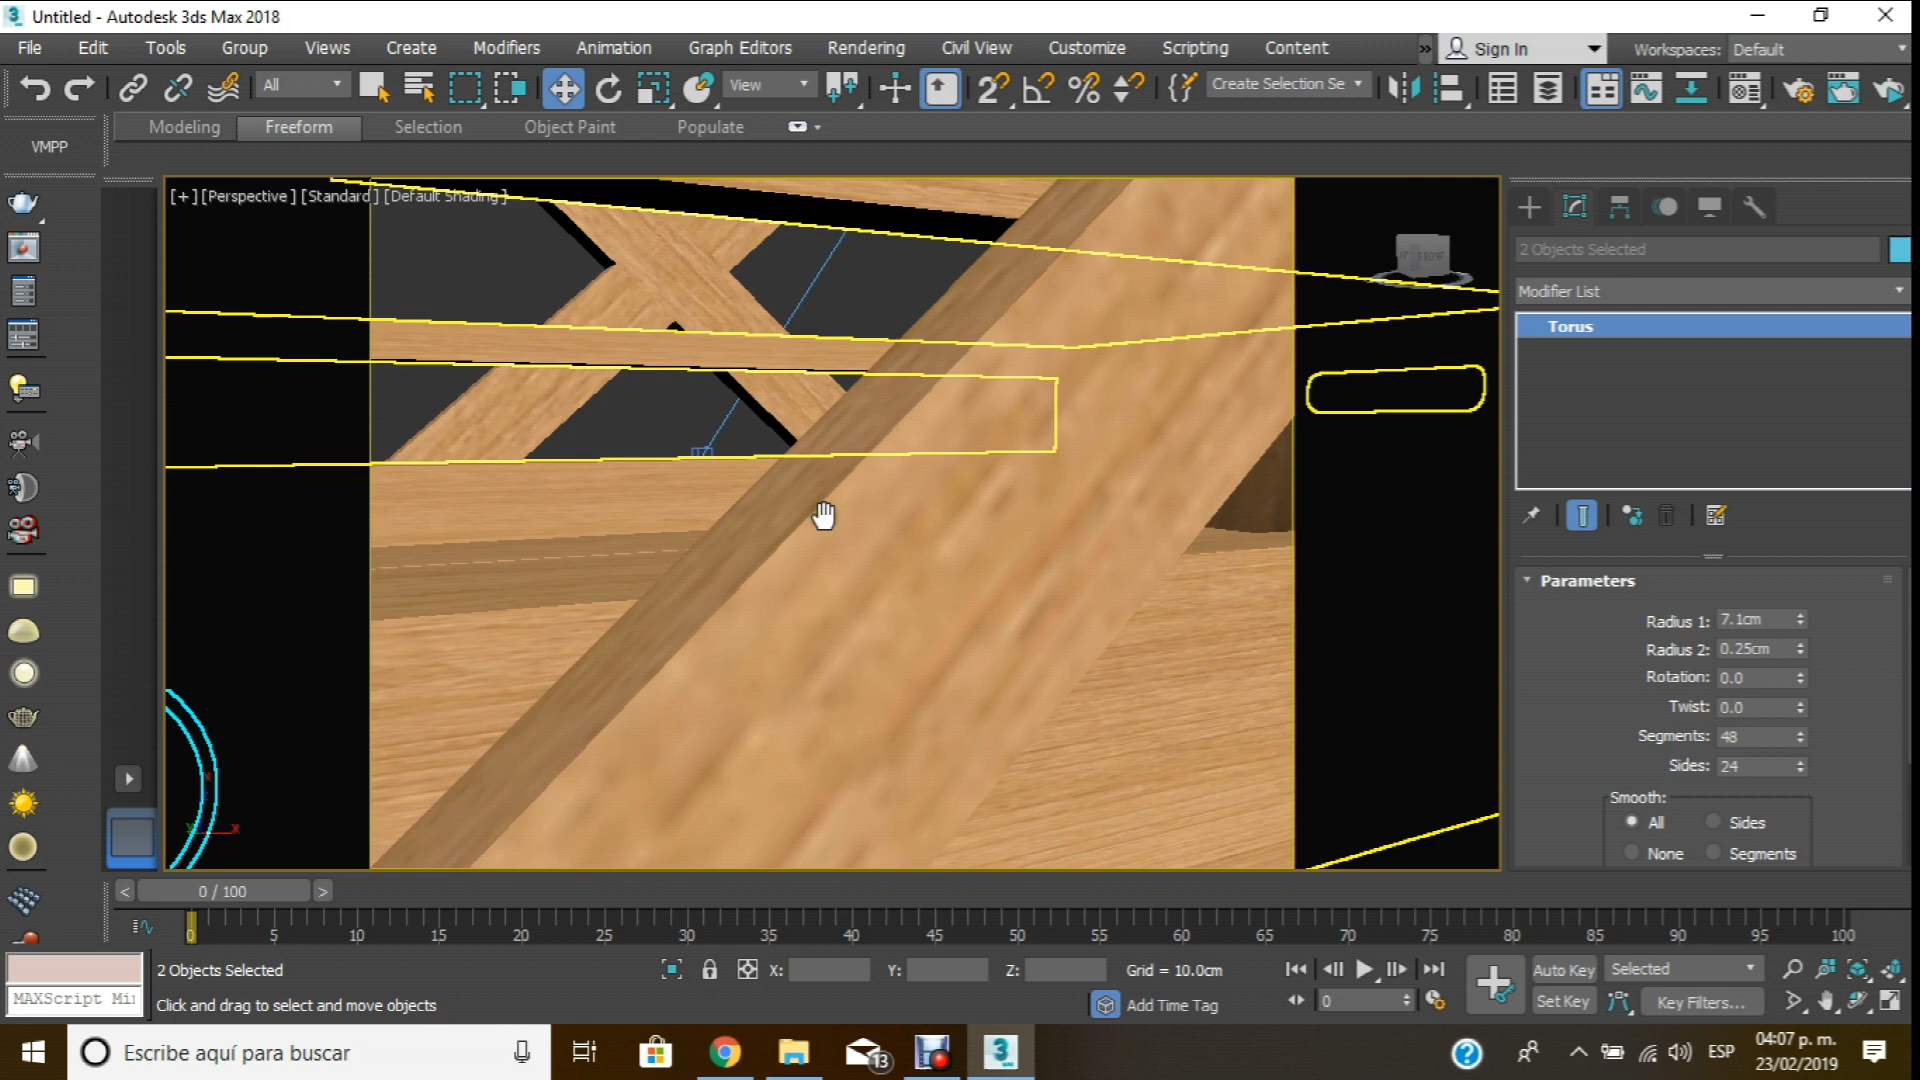 Untitled - Autodesk 3ds Max 2018
File Edit Tools Group Views Create Modifiers Animation Graph Editors Rendering Civil View Customize Scripting Content » Sign In Workspaces: Default
All View Create Selection Se
Modeling Freeform Selection Object Paint Populate
VMPP
[+] [Perspective] [Standard] [Default Shading]
FRONT
2 Objects Selected
Modifier List
Torus
Parameters
Radius 1: 7.1cm
Radius 2: 0.25cm
Rotation: 0.0
Twist: 0.0
Segments: 48
Sides: 24
Smooth:
All Sides
None Segments
x
< 0 / 100 >
0 5 10 15 20 25 30 35 40 45 50 55 60 65 70 75 80 85 90 95 100
2 Objects Selected X: Y: Z: Grid = 10.0cm Auto Key Selected
MAXScript Mi Click and drag to select and move objects Add Time Tag 0 Set Key Key Filters...
Escribe aquí para buscar 13 ESP
04:07 p. m.
23/02/2019